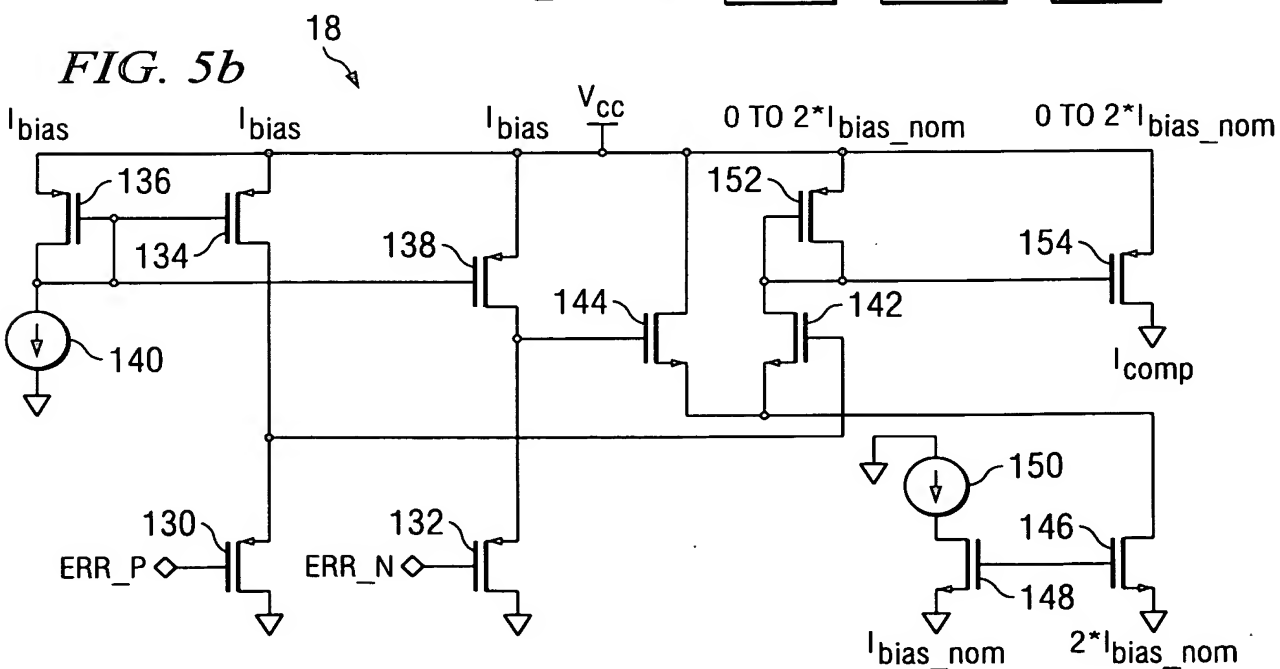 18
FIG. 5b
I_bias
I_bias
I_bias
V_cc
0 TO 2*I_bias_nom
0 TO 2*I_bias_nom
136
134
138
152
154
144
142
140
I_comp
150
130
132
146
ERR_P
ERR_N
148
I_bias_nom
2*I_bias_nom